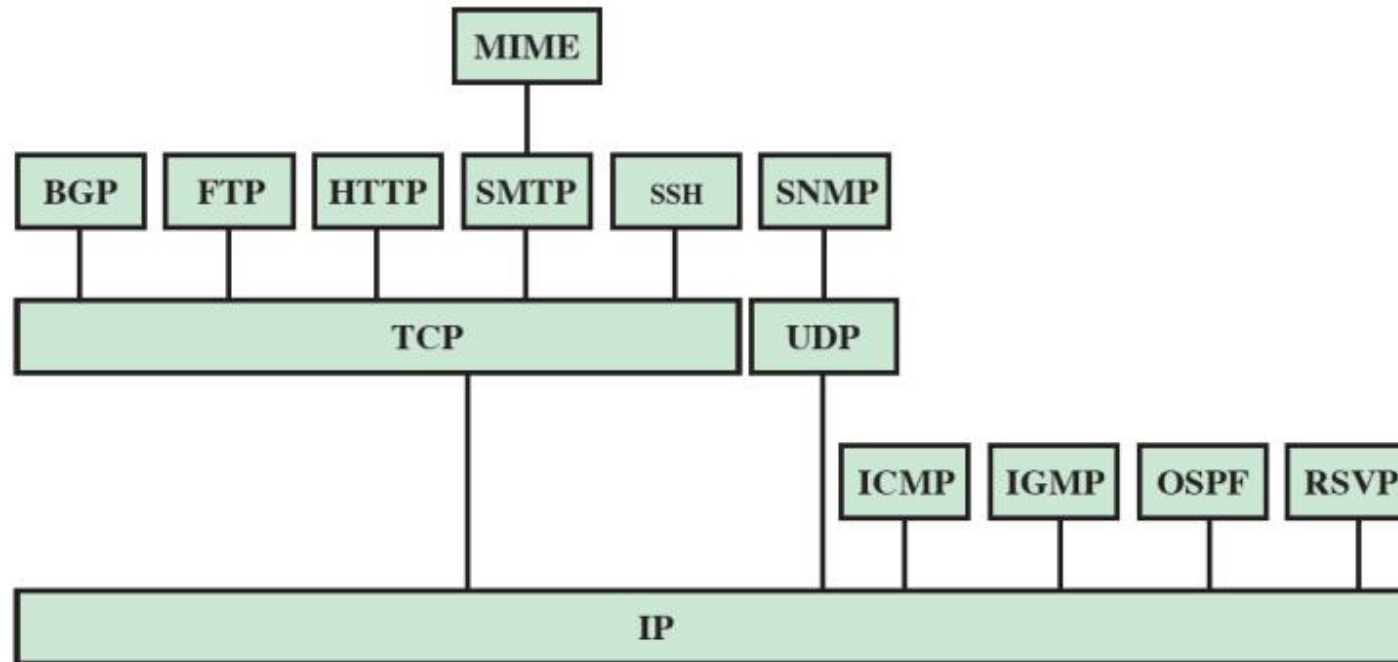 MIME
BGP FTP HTTP SMTP SSH SNMP
TCP UDP
ICMP IGMP OSPF RSVP
IP